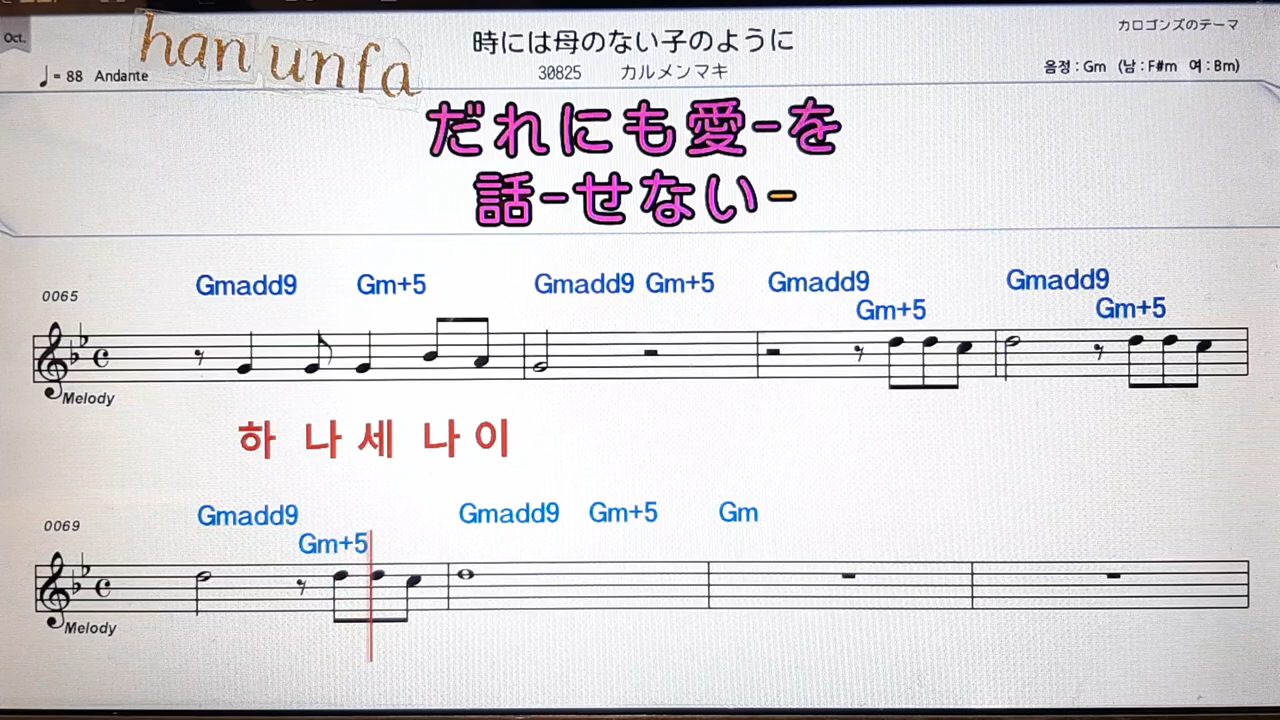 Oct.
han unfa
♩= 88 Andante
時には母のない子のように
30825 カルメンマキ
カロゴンズのテーマ
음정 : Gm (남 : F#m 여 : Bm)
だれにも愛-を
話-せない-
0065
Gmadd9 Gm+5 Gmadd9 Gm+5 Gmadd9 Gm+5 Gmadd9 Gm+5
Melody
하 나 세 나 이
0069
Gmadd9 Gm+5 Gmadd9 Gm+5 Gm
Melody